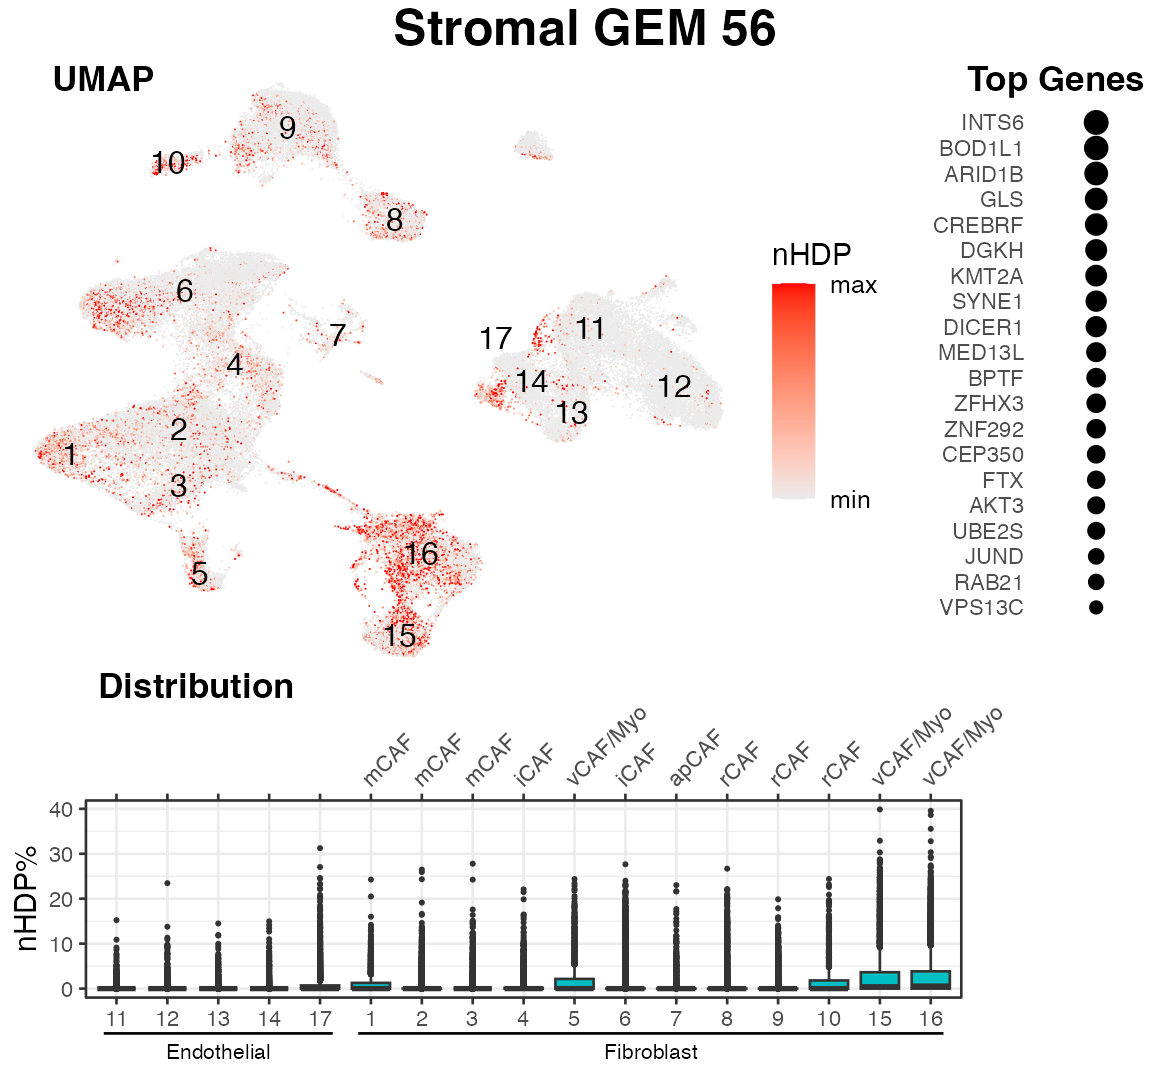 Stromal GEM 56
UMAP
Top Genes
9
10
8
6
7
4
2
1
3
5
16
15
17
11
14
12
13
nHDP
max
min
INTS6
BOD1L1
ARID1B
GLS
CREBRF
DGKH
KMT2A
SYNE1
DICER1
MED13L
BPTF
ZFHX3
ZNF292
CEP350
FTX
AKT3
UBE2S
JUND
RAB21
VPS13C
Distribution
mCAF mCAF mCAF iCAF vCAF/Myo iCAF apCAF rCAF rCAF rCAF vCAF/Myo vCAF/Myo
nHDP%
40
30
20
10
0
11 12 13 14 17 1 2 3 4 5 6 7 8 9 10 15 16
Endothelial Fibroblast